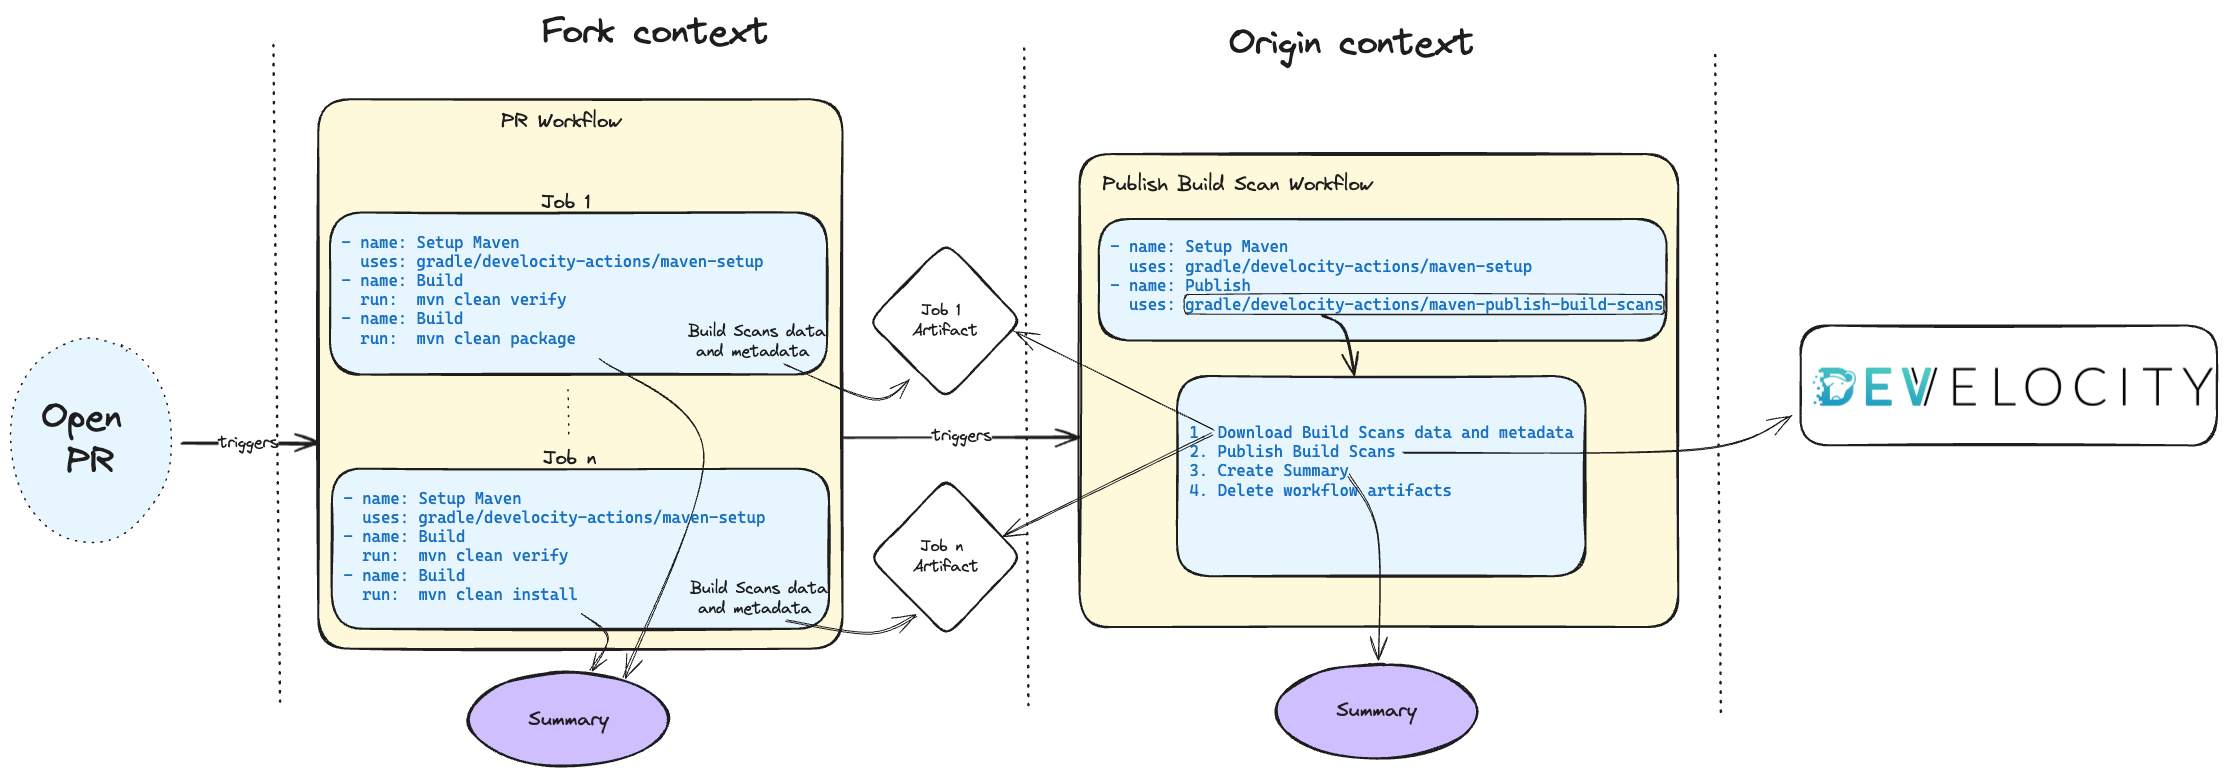 Fork context
Origin context
Open
PR
triggers
PR Workflow
Job 1
- name: Setup Maven
uses: gradle/develocity-actions/maven-setup
- name: Build
run: mvn clean verify
- name: Build
run: mvn clean package
Build Scans data
and metadata
Job n
- name: Setup Maven
uses: gradle/develocity-actions/maven-setup
- name: Build
run: mvn clean verify
- name: Build
run: mvn clean install
Build Scans data
and metadata
Summary
Job 1
Artifact
triggers
Job n
Artifact
Publish Build Scan Workflow
- name: Setup Maven
uses: gradle/develocity-actions/maven-setup
- name: Publish
uses: gradle/develocity-actions/maven-publish-build-scans
1. Download Build Scans data and metadata
2. Publish Build Scans
3. Create Summary
4. Delete workflow artifacts
Summary
DEVELOCITY